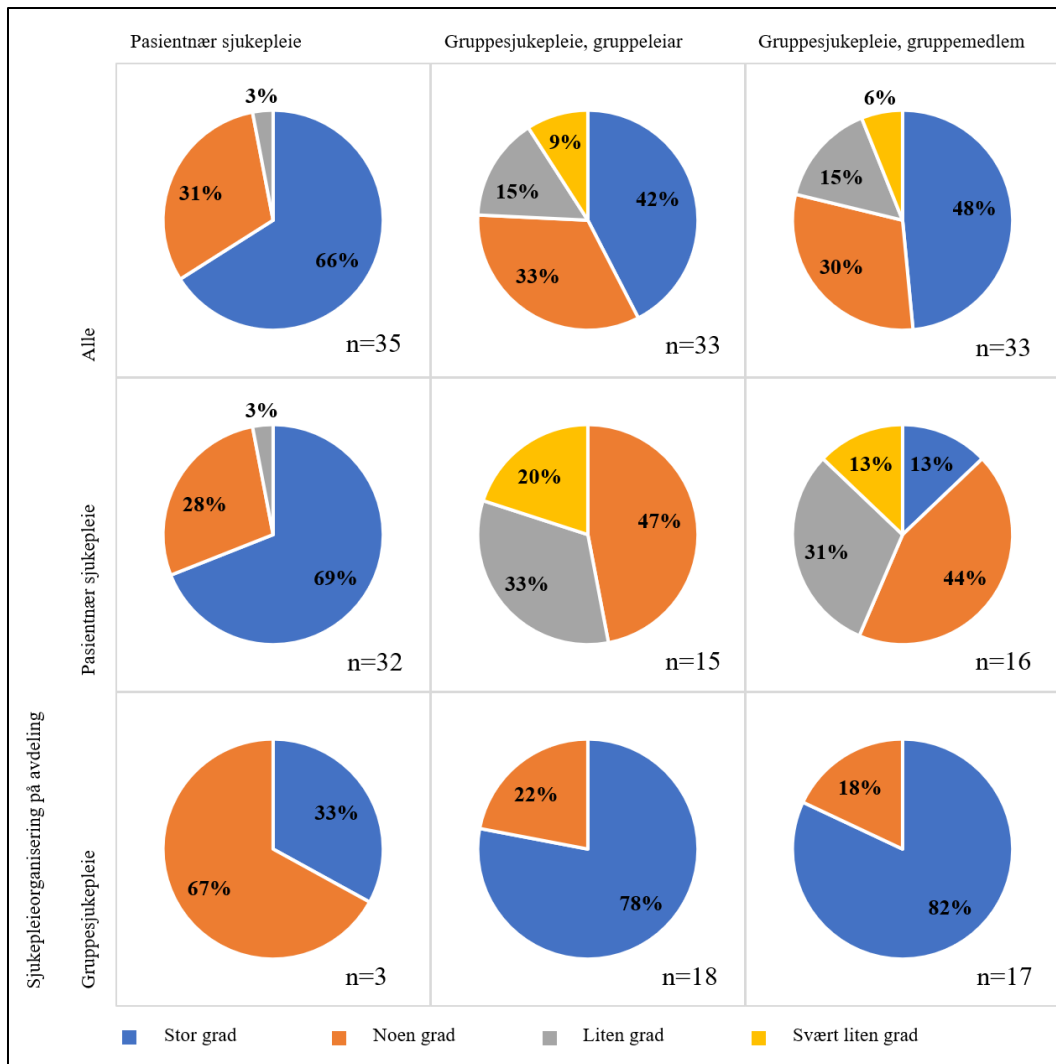 Pasientnær sjukepleie
Gruppesjukepleie, gruppeleiar
Gruppesjukepleie, gruppemedlem
Sjukepleieorganisering på avdeling
Alle
3%
31%
66%
n=35
9%
15%
42%
33%
n=33
6%
15%
48%
30%
n=33
Pasientnær sjukepleie
3%
28%
69%
n=32
20%
47%
33%
n=15
13%
13%
31%
44%
n=16
Gruppesjukepleie
33%
67%
n=3
22%
78%
n=18
18%
82%
n=17
Stor grad
Noen grad
Liten grad
Svært liten grad